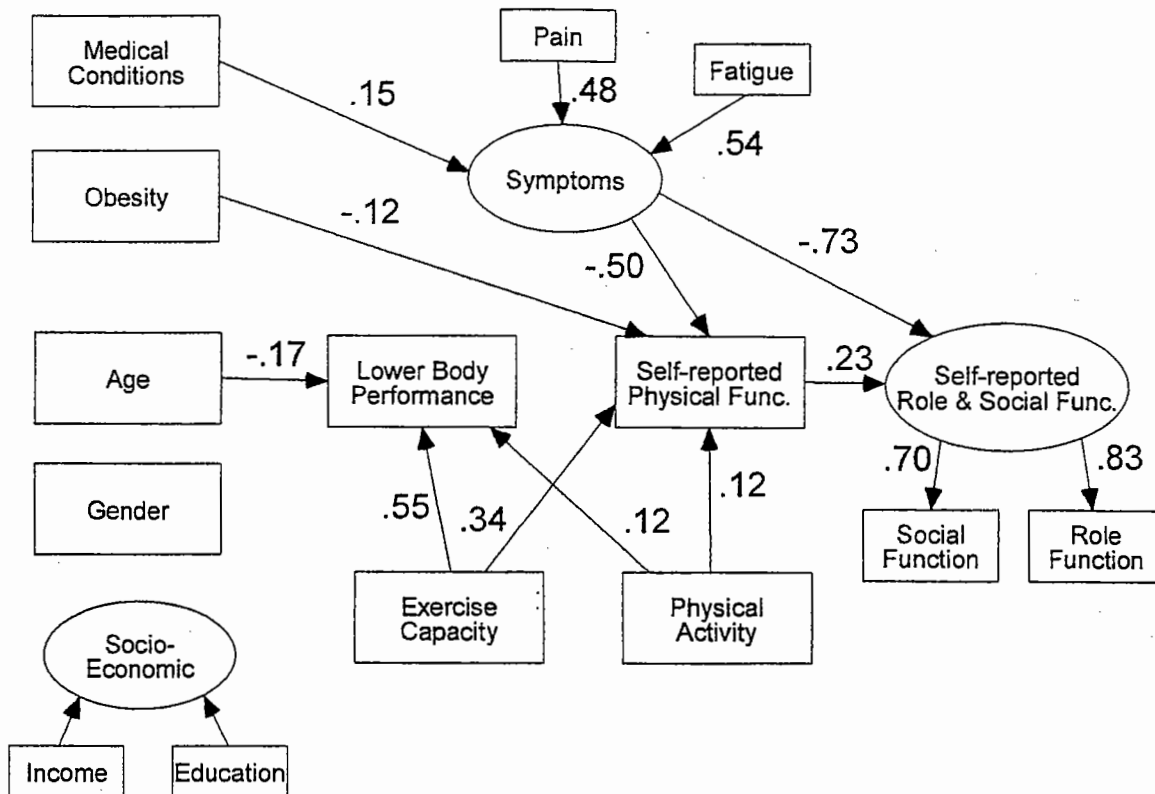 Medical
Conditions
Pain
Fatigue
.15
.48
.54
Obesity
Symptoms
-.12
-.50
-.73
Age
-.17
Lower Body
Performance
Self-reported
Physical Func.
.23
Self-reported
Role & Social Func.
Gender
.55
.34
.12
.12
.70
.83
Social
Function
Role
Function
Exercise
Capacity
Physical
Activity
Socio-
Economic
Income
Education